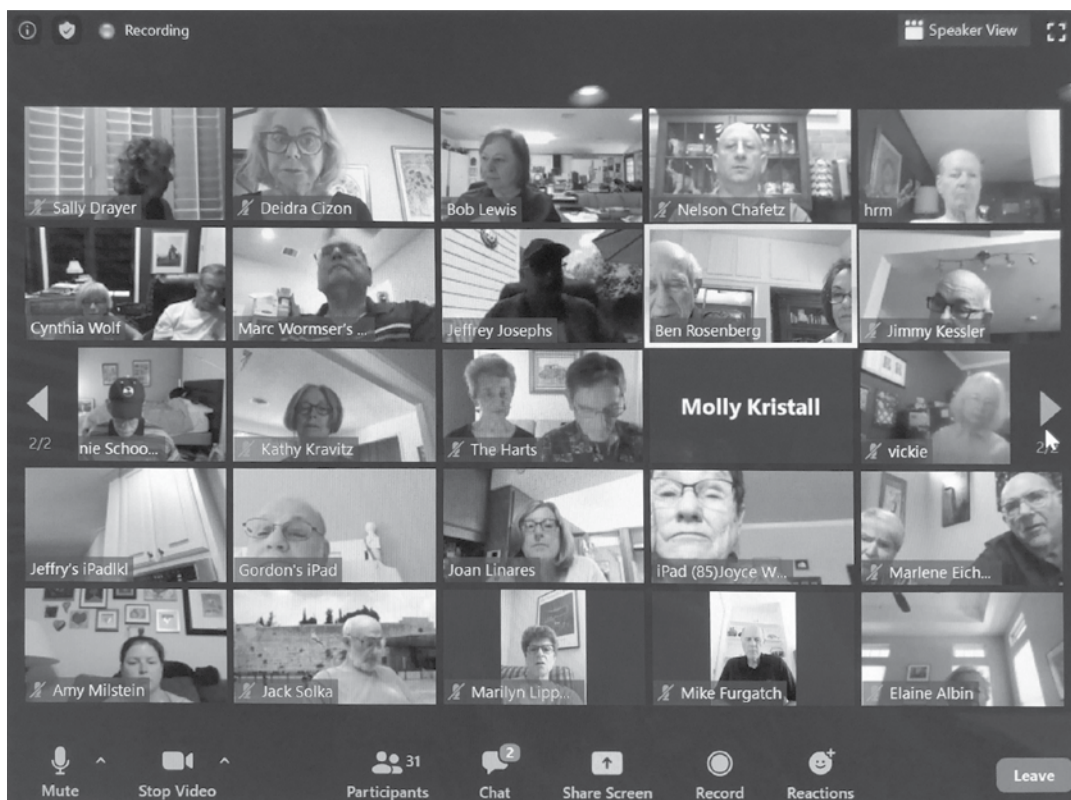 Recording
Speaker View
Sally Drayer
Deidra Cizon
Bob Lewis
Nelson Chafetz
hrm
Cynthia Wolf
Marc Wormser's ...
Jeffrey Josephs
Ben Rosenberg
Jimmy Kessler
2/2
nie Schoo...
Kathy Kravitz
The Harts
Molly Kristall
vickie
2/2
Jeffry's iPadlkl
Gordon's iPad
Joan Linares
iPad (85)Joyce W...
Marlene Eich...
Amy Milstein
Jack Solka
Marilyn Lipp...
Mike Furgatch
Elaine Albin
31
2
Mute
Stop Video
Participants
Chat
Share Screen
Record
Reactions
Leave